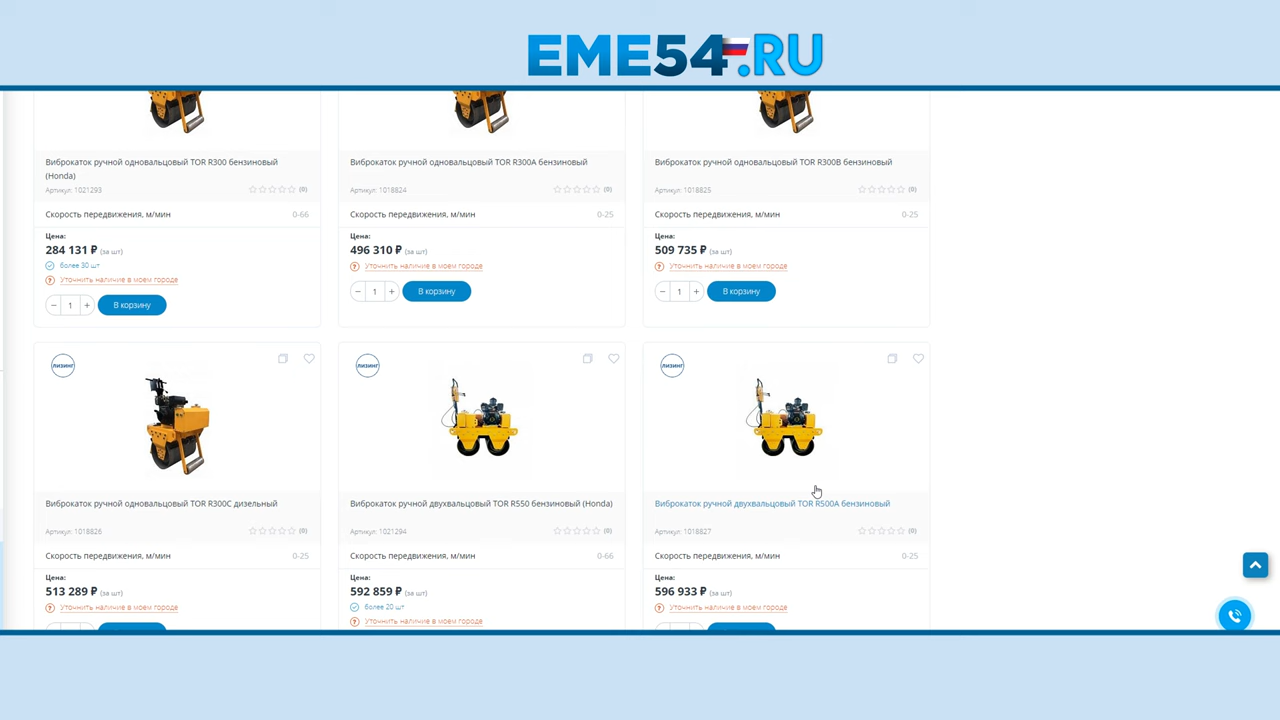 EME54.RU
Виброкаток ручной одновальцовый TOR R300 бензиновый
(Honda)
Артикул: 1021293
(0)
Скорость передвижения, м/мин
0-66
Цена:
284 131 ₽ (за шт)
более 30 шт
Уточнить наличие в моем городе
− 1 + В корзину
Виброкаток ручной одновальцовый TOR R300A бензиновый
Артикул: 1018824
(0)
Скорость передвижения, м/мин
0-25
Цена:
496 310 ₽ (за шт)
Уточнить наличие в моем городе
− 1 + В корзину
Виброкаток ручной одновальцовый TOR R300B бензиновый
Артикул: 1018825
(0)
Скорость передвижения, м/мин
0-25
Цена:
509 735 ₽ (за шт)
Уточнить наличие в моем городе
− 1 + В корзину
ЛИЗИНГ
Виброкаток ручной одновальцовый TOR R300C дизельный
Артикул: 1018826
(0)
Скорость передвижения, м/мин
0-25
Цена:
513 289 ₽ (за шт)
Уточнить наличие в моем городе
ЛИЗИНГ
Виброкаток ручной двухвальцовый TOR R550 бензиновый (Honda)
Артикул: 1021294
(0)
Скорость передвижения, м/мин
0-66
Цена:
592 859 ₽ (за шт)
более 20 шт
Уточнить наличие в моем городе
ЛИЗИНГ
Виброкаток ручной двухвальцовый TOR R500A бензиновый
Артикул: 1018827
(0)
Скорость передвижения, м/мин
0-25
Цена:
596 933 ₽ (за шт)
Уточнить наличие в моем городе